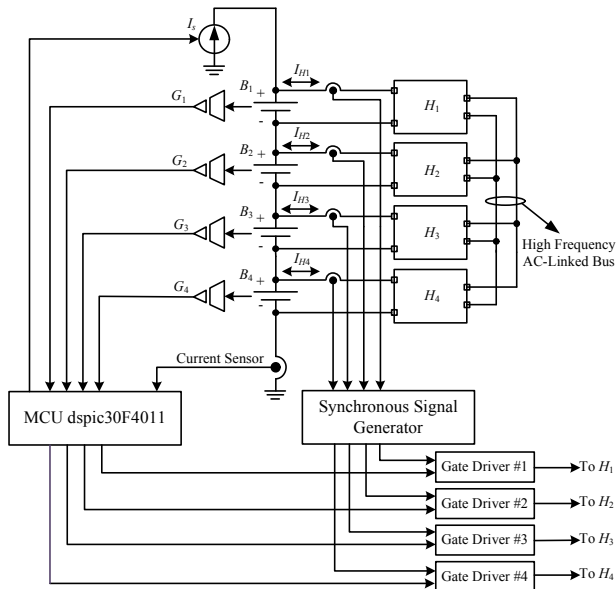 I_s
B_1 +
I_H1
G_1
H_1
-
B_2 +
I_H2
G_2
H_2
-
B_3 +
I_H3
G_3
H_3
-
High Frequency
AC-Linked Bus
B_4 +
I_H4
G_4
H_4
-
Current Sensor
MCU dspic30F4011
Synchronous Signal
Generator
Gate Driver #1
To H_1
Gate Driver #2
To H_2
Gate Driver #3
To H_3
Gate Driver #4
To H_4